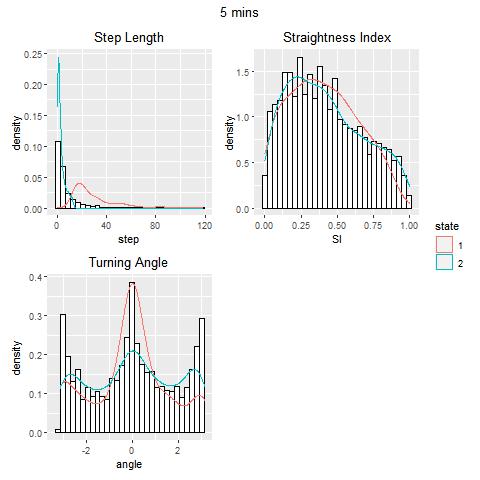 5 mins
Step Length
0.25
0.20
0.15
0.10
0.05
0.00
density
0
40
80
120
step
Straightness Index
1.5
1.0
0.5
0.0
density
0.00
0.25
0.50
0.75
1.00
SI
state
1
2
Turning Angle
0.4
0.3
0.2
0.1
0.0
density
-2
0
2
angle